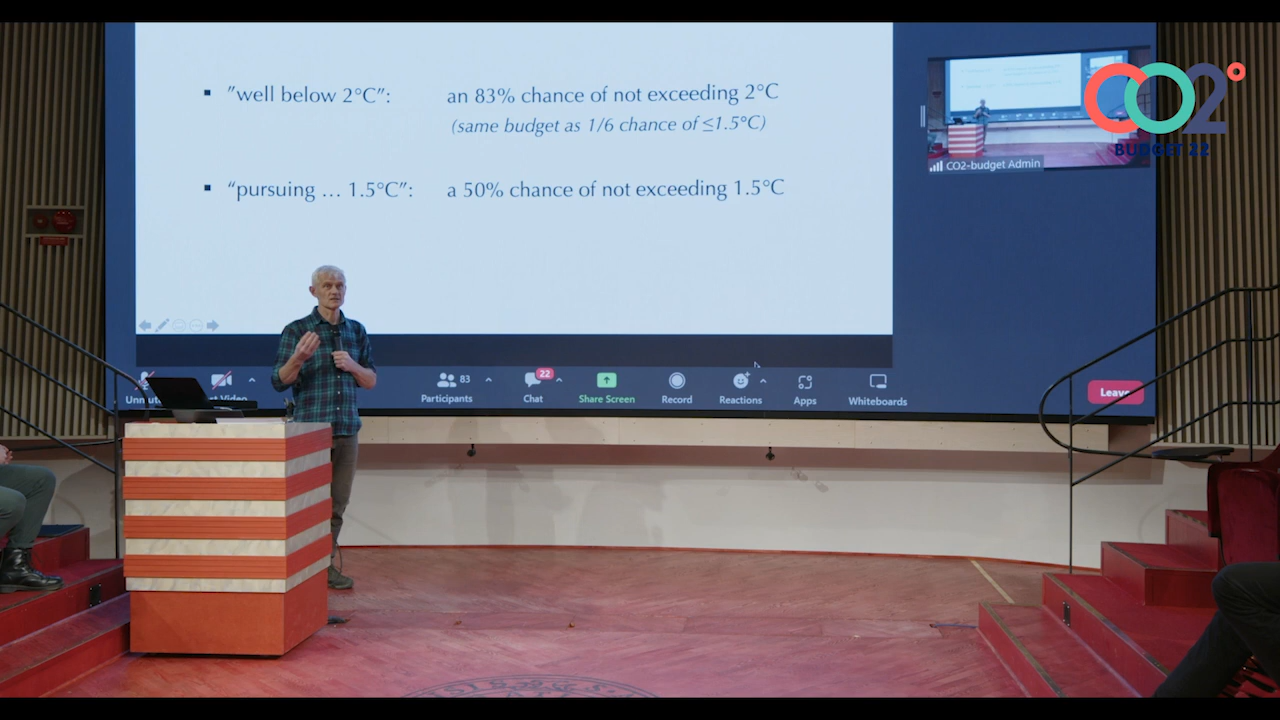 "well below 2°C": an 83% chance of not exceeding 2°C
(same budget as 1/6 chance of ≤1.5°C)
"pursuing … 1.5°C": a 50% chance of not exceeding 1.5°C
CO2°
BUDGET 22
CO2-budget Admin
83
22
Participants
Chat
Share Screen
Record
Reactions
Apps
Whiteboards
Leave